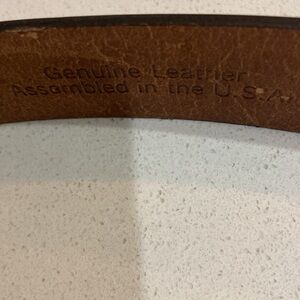 Genuine Leather
Assembled in the U.S.A.